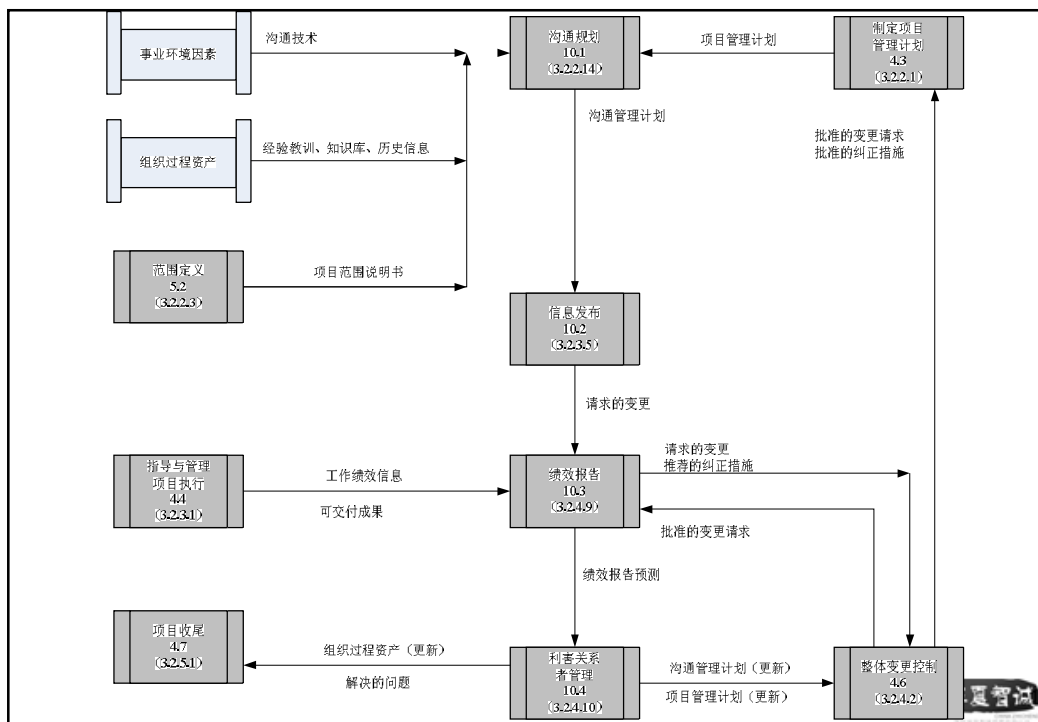 事业环境因素
沟通技术
沟通规划
10.1
(3.2.2.14)
项目管理计划
制定项目
管理计划
4.3
(3.2.2.1)
沟通管理计划
批准的变更请求
批准的纠正措施
组织过程资产
经验教训、知识库、历史信息
范围定义
5.2
(3.2.2.3)
项目范围说明书
信息发布
10.2
(3.2.3.5)
请求的变更
指导与管理
项目执行
4.4
(3.2.3.1)
工作绩效信息
可交付成果
绩效报告
10.3
(3.2.4.9)
请求的变更
推荐的纠正措施
批准的变更请求
绩效报告预测
项目收尾
4.7
(3.2.5.1)
组织过程资产（更新）
解决的问题
利害关系
者管理
10.4
(3.2.4.10)
沟通管理计划（更新）
项目管理计划（更新）
整体变更控制
4.6
(3.2.4.2)
夏智诚